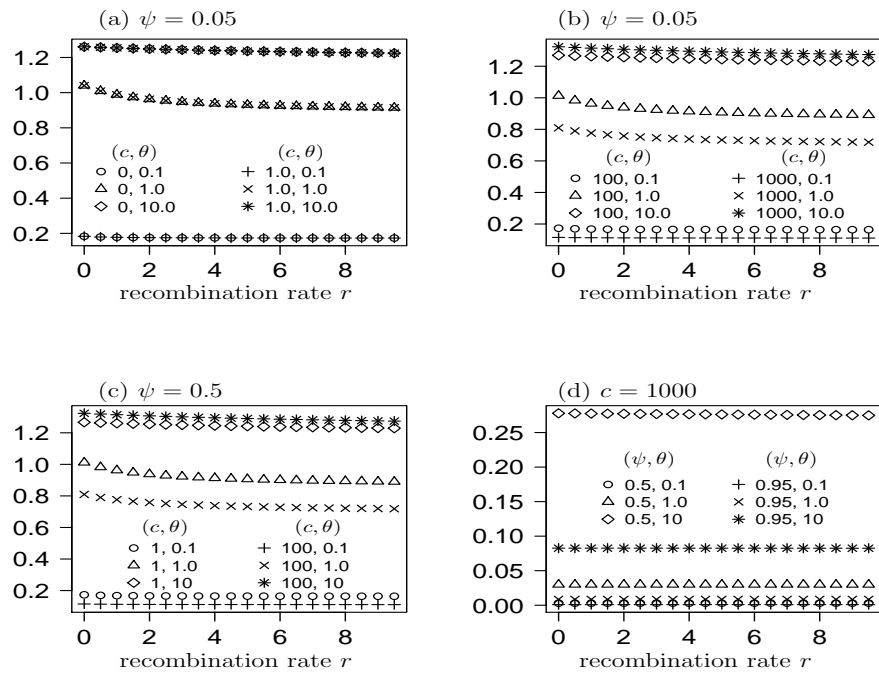 (a) ψ = 0.05
1.2
1.0
0.8
0.6
0.4
0.2
(c, θ) (c, θ)
0, 0.1 1.0, 0.1
0, 1.0 1.0, 1.0
0, 10.0 1.0, 10.0
0 2 4 6 8
recombination rate r
(b) ψ = 0.05
1.2
1.0
0.8
0.6
0.4
0.2
(c, θ) (c, θ)
100, 0.1 1000, 0.1
100, 1.0 1000, 1.0
100, 10.0 1000, 10.0
0 2 4 6 8
recombination rate r
(c) ψ = 0.5
1.2
1.0
0.8
0.6
0.4
0.2
(c, θ) (c, θ)
1, 0.1 100, 0.1
1, 1.0 100, 1.0
1, 10 100, 10
0 2 4 6 8
recombination rate r
(d) c = 1000
0.25
0.20
0.15
0.10
0.05
0.00
(ψ, θ) (ψ, θ)
0.5, 0.1 0.95, 0.1
0.5, 1.0 0.95, 1.0
0.5, 10 0.95, 10
0 2 4 6 8
recombination rate r